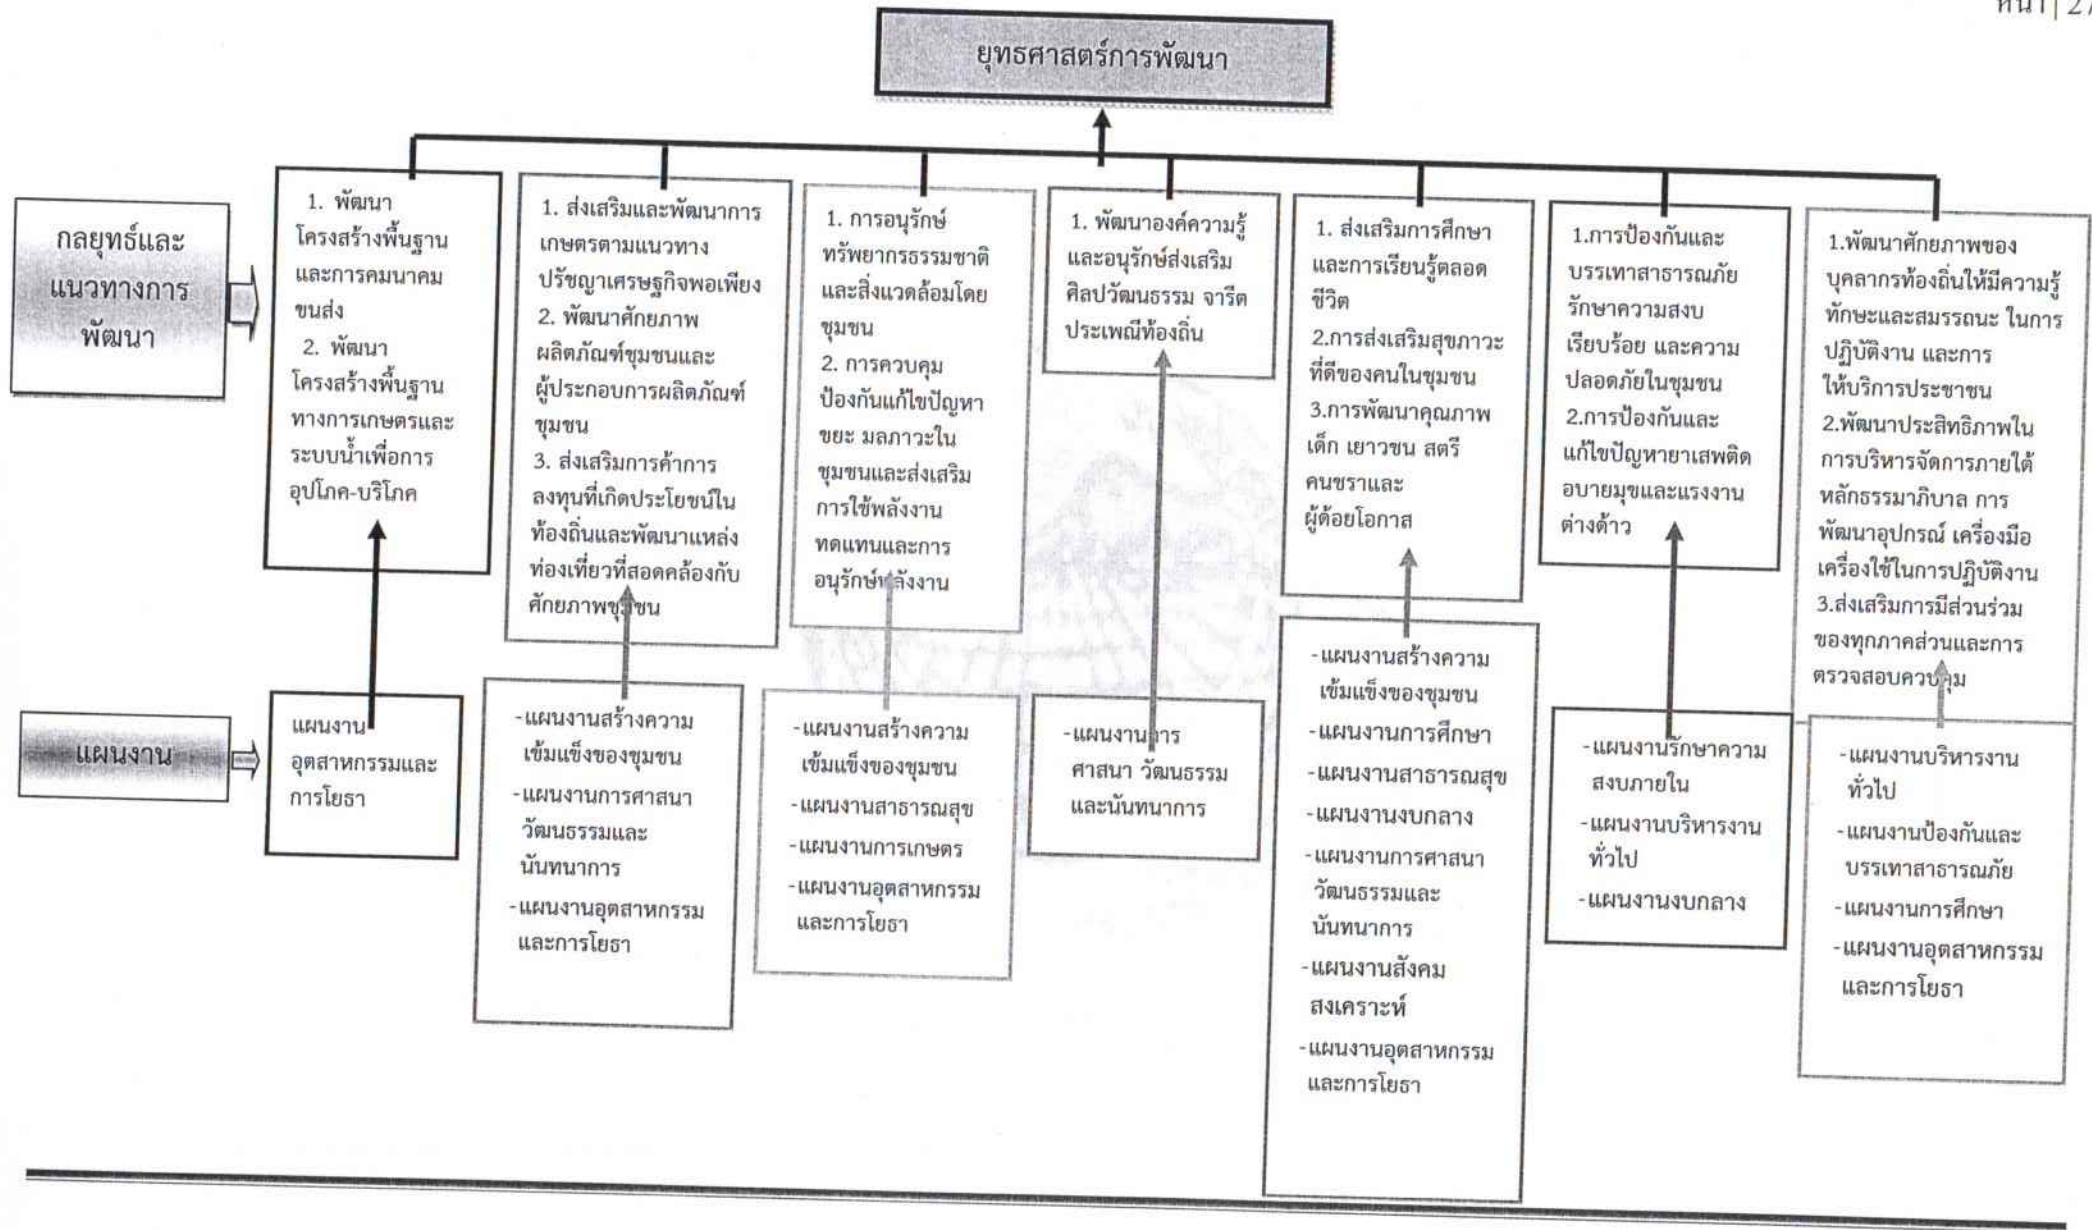 หน้า | 27
ยุทธศาสตร์การพัฒนา
กลยุทธ์และ
แนวทางการ
พัฒนา
1. พัฒนา
โครงสร้างพื้นฐาน
และการคมนาคม
ขนส่ง
2. พัฒนา
โครงสร้างพื้นฐาน
ทางการเกษตรและ
ระบบน้ำเพื่อการ
อุปโภค-บริโภค
1. ส่งเสริมและพัฒนาการ
เกษตรตามแนวทาง
ปรัชญาเศรษฐกิจพอเพียง
2. พัฒนาศักยภาพ
ผลิตภัณฑ์ชุมชนและ
ผู้ประกอบการผลิตภัณฑ์
ชุมชน
3. ส่งเสริมการค้าการ
ลงทุนที่เกิดประโยชน์ใน
ท้องถิ่นและพัฒนาแหล่ง
ท่องเที่ยวที่สอดคล้องกับ
ศักยภาพชุมชน
1. การอนุรักษ์
ทรัพยากรธรรมชาติ
และสิ่งแวดล้อมโดย
ชุมชน
2. การควบคุม
ป้องกันแก้ไขปัญหา
ขยะ มลภาวะใน
ชุมชนและส่งเสริม
การใช้พลังงาน
ทดแทนและการ
อนุรักษ์พลังงาน
1. พัฒนาองค์ความรู้
และอนุรักษ์ส่งเสริม
ศิลปวัฒนธรรม จารีต
ประเพณีท้องถิ่น
1. ส่งเสริมการศึกษา
และการเรียนรู้ตลอด
ชีวิต
2.การส่งเสริมสุขภาวะ
ที่ดีของคนในชุมชน
3.การพัฒนาคุณภาพ
เด็ก เยาวชน สตรี
คนชราและ
ผู้ด้อยโอกาส
1.การป้องกันและ
บรรเทาสาธารณภัย
รักษาความสงบ
เรียบร้อย และความ
ปลอดภัยในชุมชน
2.การป้องกันและ
แก้ไขปัญหายาเสพติด
อบายมุขและแรงงาน
ต่างด้าว
1.พัฒนาศักยภาพของ
บุคลากรท้องถิ่นให้มีความรู้
ทักษะและสมรรถนะ ในการ
ปฏิบัติงาน และการ
ให้บริการประชาชน
2.พัฒนาประสิทธิภาพใน
การบริหารจัดการภายใต้
หลักธรรมาภิบาล การ
พัฒนาอุปกรณ์ เครื่องมือ
เครื่องใช้ในการปฏิบัติงาน
3.ส่งเสริมการมีส่วนร่วม
ของทุกภาคส่วนและการ
ตรวจสอบควบคุม
แผนงาน
แผนงาน
อุตสาหกรรมและ
การโยธา
-แผนงานสร้างความ
เข้มแข็งของชุมชน
-แผนงานการศาสนา
วัฒนธรรมและ
นันทนาการ
-แผนงานอุตสาหกรรม
และการโยธา
-แผนงานสร้างความ
เข้มแข็งของชุมชน
-แผนงานสาธารณสุข
-แผนงานการเกษตร
-แผนงานอุตสาหกรรม
และการโยธา
-แผนงานการ
ศาสนา วัฒนธรรม
และนันทนาการ
-แผนงานสร้างความ
เข้มแข็งของชุมชน
-แผนงานการศึกษา
-แผนงานสาธารณสุข
-แผนงานงบกลาง
-แผนงานการศาสนา
วัฒนธรรมและ
นันทนาการ
-แผนงานสังคม
สงเคราะห์
-แผนงานอุตสาหกรรม
และการโยธา
-แผนงานรักษาความ
สงบภายใน
-แผนงานบริหารงาน
ทั่วไป
-แผนงานงบกลาง
-แผนงานบริหารงาน
ทั่วไป
-แผนงานป้องกันและ
บรรเทาสาธารณภัย
-แผนงานการศึกษา
-แผนงานอุตสาหกรรม
และการโยธา